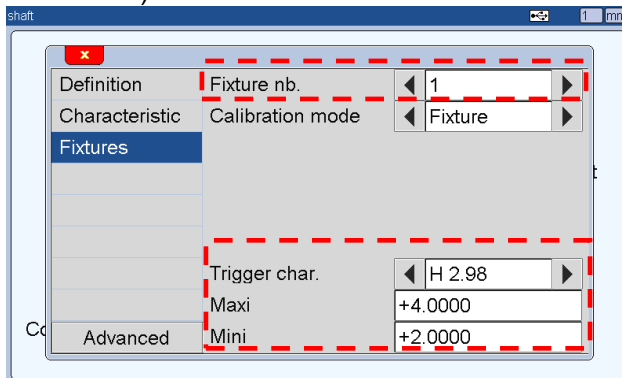 shaft 1 mm
x
Definition Fixture nb. 1
Characteristic Calibration mode Fixture
Fixtures
Trigger char. H 2.98
Maxi +4.0000
Advanced Mini +2.0000